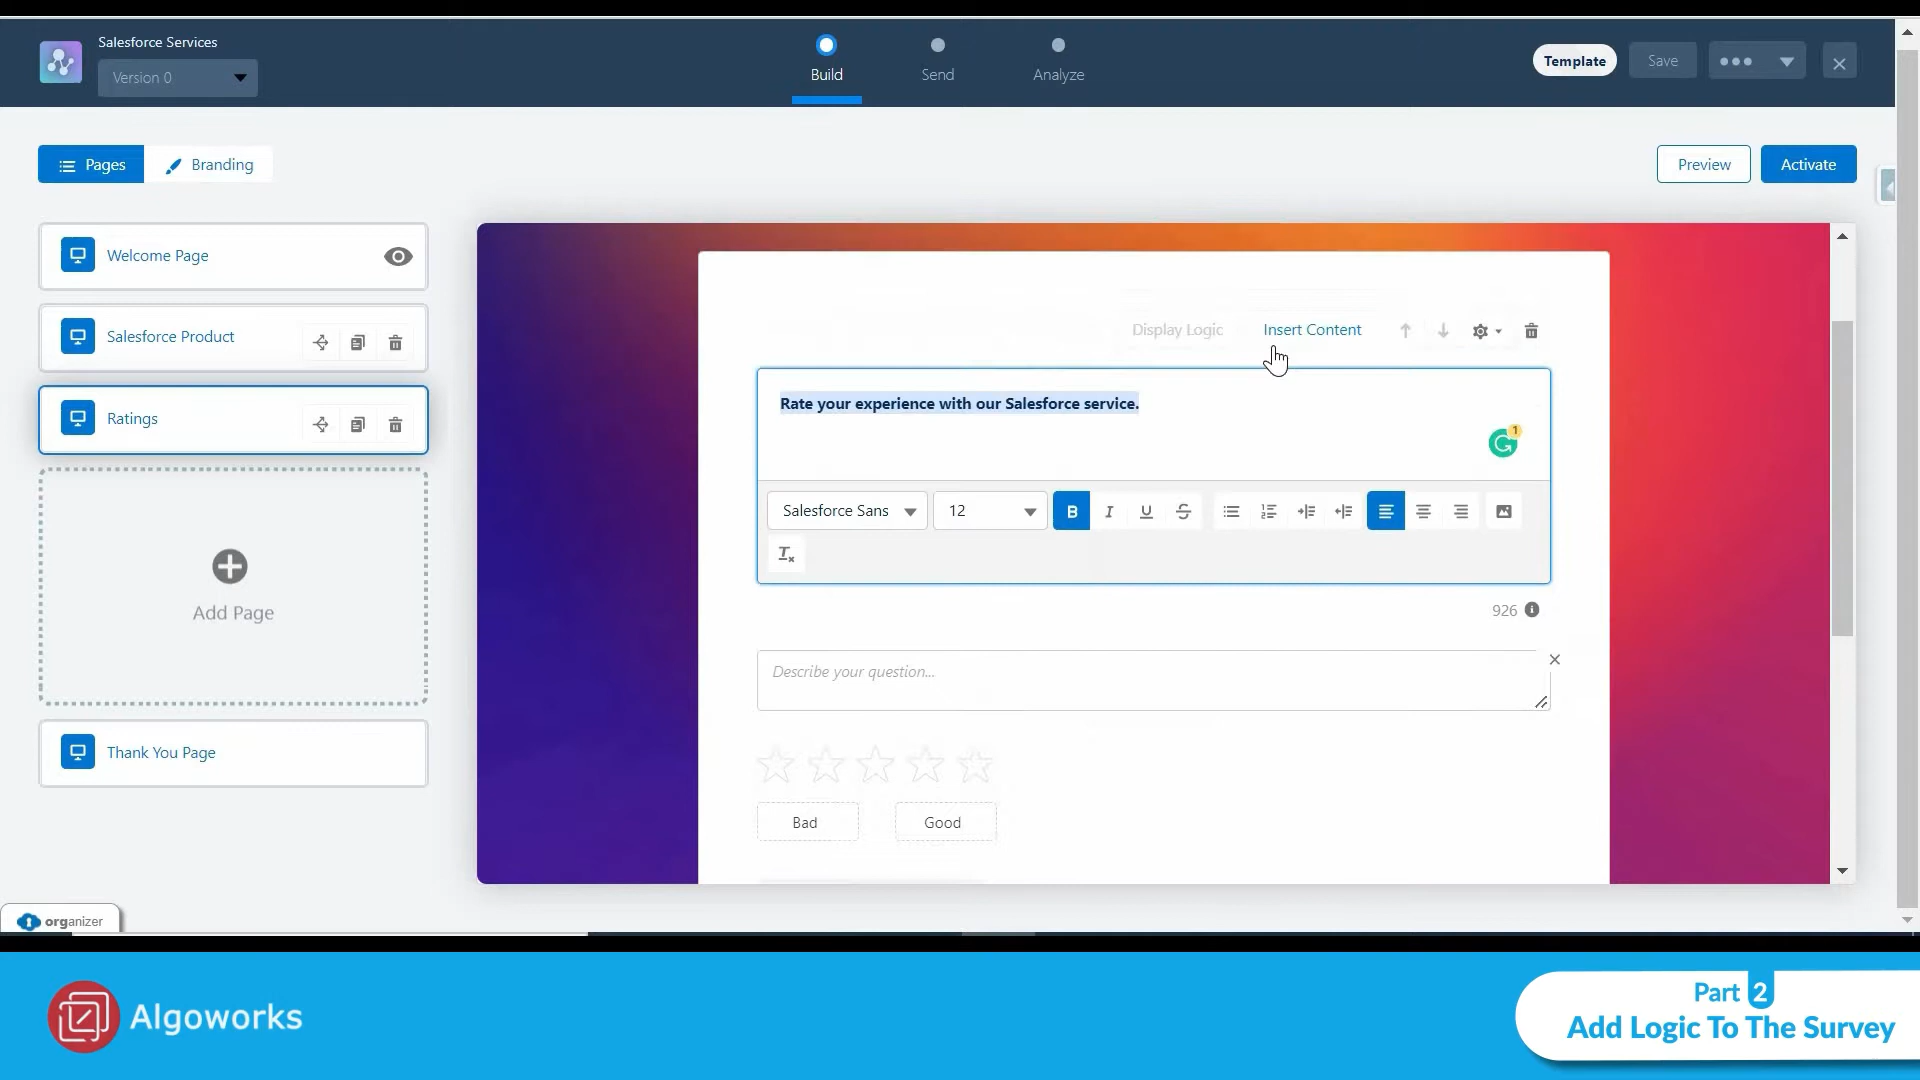 Salesforce Services
Version 0
Build
Send
Analyze
Template
Save
Pages
Branding
Preview
Activate
Welcome Page
Salesforce Product
Ratings
Add Page
Thank You Page
Display Logic
Insert Content
Rate your experience with our Salesforce service.
1
Salesforce Sans
12
B
I
U
S
926
Describe your question...
Bad
Good
organizer
Algoworks
Part 2
Add Logic To The Survey